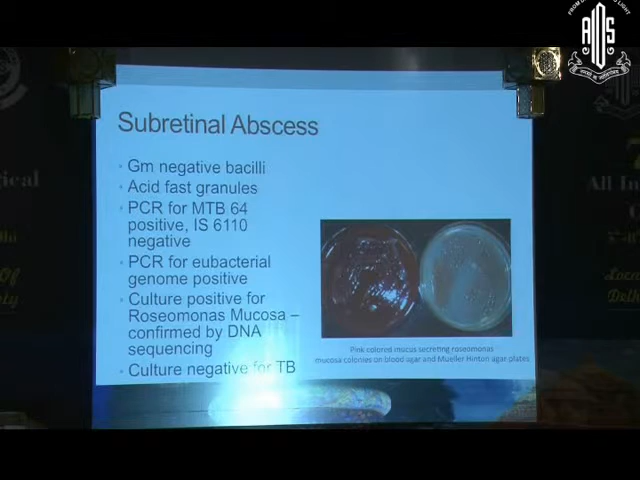 AIOS
Subretinal Abscess
Gm negative bacilli
Acid fast granules
PCR for MTB 64
positive, IS 6110
negative
PCR for eubacterial
genome positive
Culture positive for
Roseomonas Mucosa –
confirmed by DNA
sequencing
Culture negative for TB
Pink colored mucus secreting roseomonas
mucosa colonies on blood agar and Mueller Hinton agar plates
All In